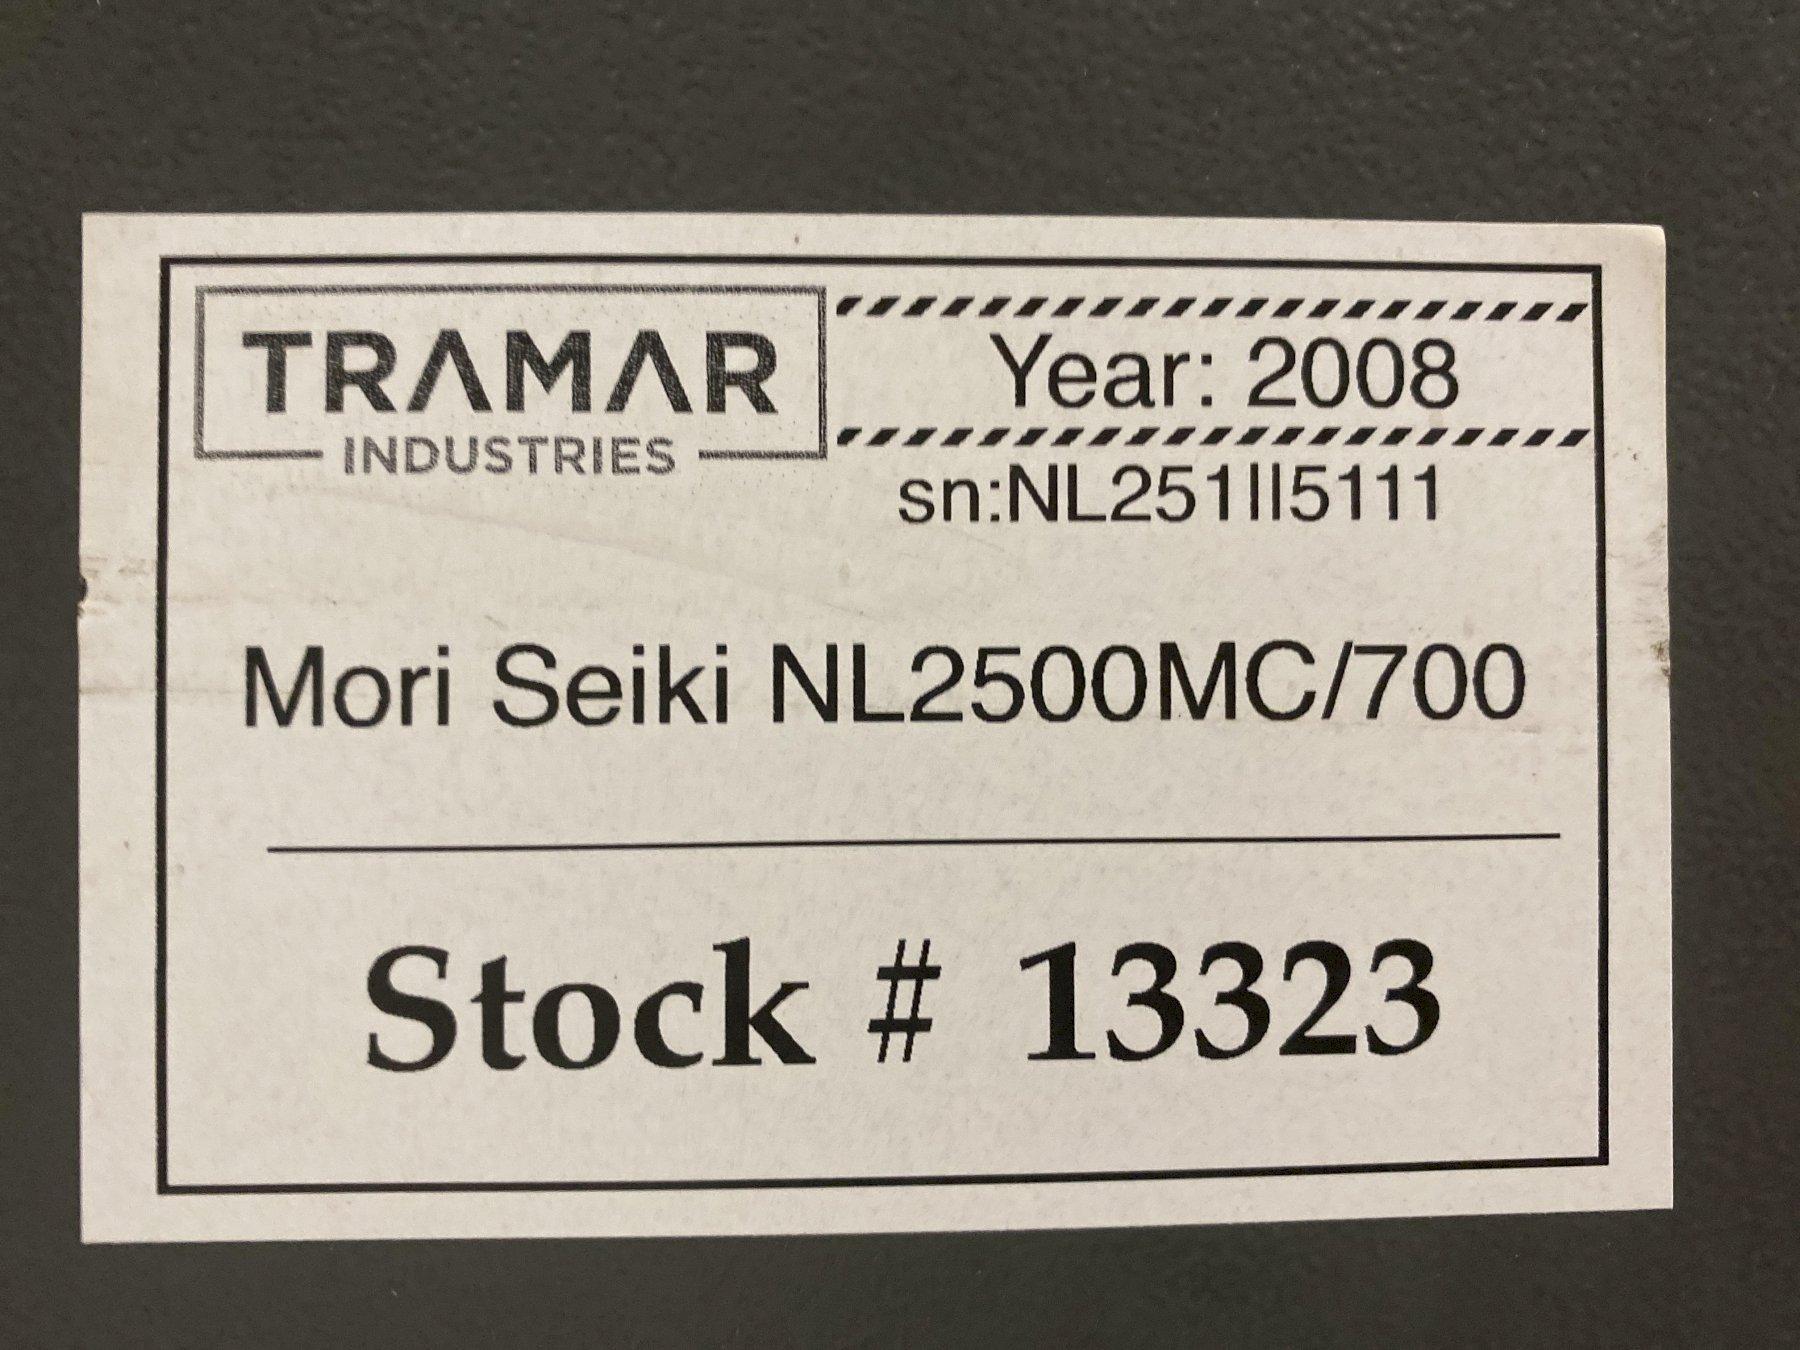 TRAMAR
INDUSTRIES
Year: 2008
sn:NL251II5111
Mori Seiki NL2500MC/700
Stock # 13323